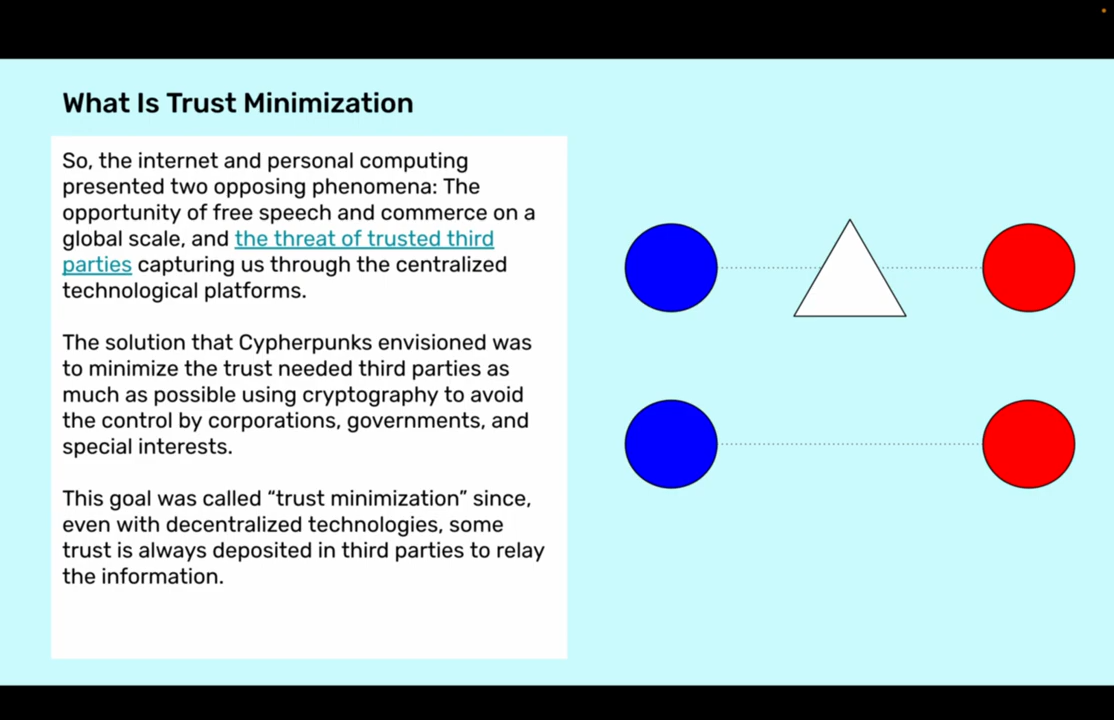 What Is Trust Minimization
So, the internet and personal computing
presented two opposing phenomena: The
opportunity of free speech and commerce on a
global scale, and the threat of trusted third
parties capturing us through the centralized
technological platforms.
The solution that Cypherpunks envisioned was
to minimize the trust needed third parties as
much as possible using cryptography to avoid
the control by corporations, governments, and
special interests.
This goal was called “trust minimization” since,
even with decentralized technologies, some
trust is always deposited in third parties to relay
the information.